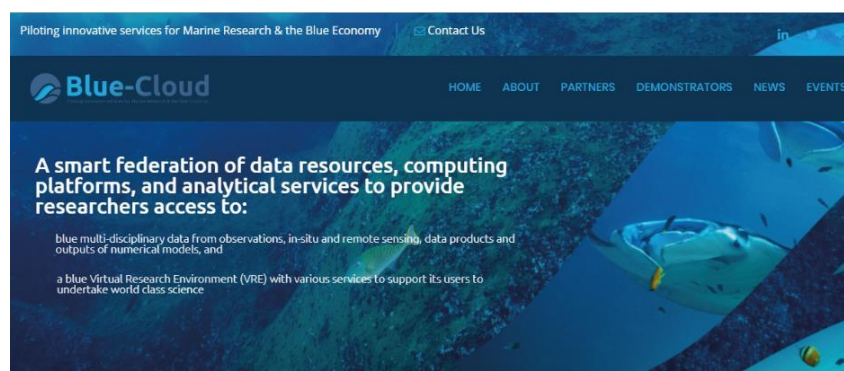 Piloting innovative services for Marine Research & the Blue Economy Contact Us
in
Blue-Cloud
HOME ABOUT PARTNERS DEMONSTRATORS NEWS EVENTS
A smart federation of data resources, computing
platforms, and analytical services to provide
researchers access to:
blue multi-disciplinary data from observations, in-situ and remote sensing, data products and
outputs of numerical models, and
a blue Virtual Research Environment (VRE) with various services to support its users to
undertake world class science